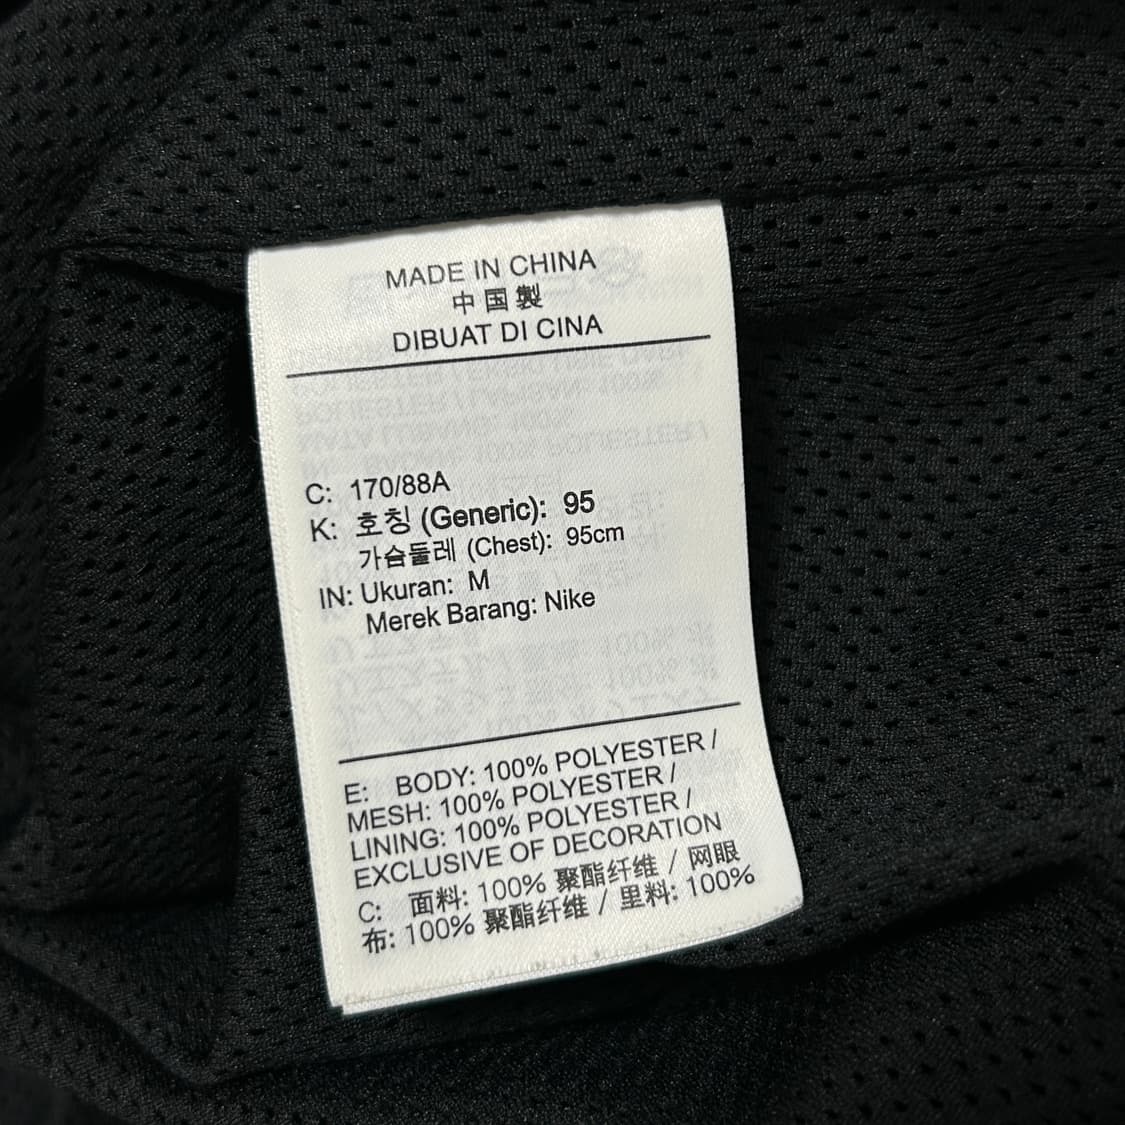 MADE IN CHINA
中国製
DIBUAT DI CINA
C: 170/88A
K: 호칭 (Generic): 95
가슴둘레 (Chest): 95cm
IN: Ukuran: M
Merek Barang: Nike
E: BODY: 100% POLYESTER /
MESH: 100% POLYESTER /
LINING: 100% POLYESTER /
EXCLUSIVE OF DECORATION
C: 面料: 100% 聚酯纤维 / 网眼
布: 100% 聚酯纤维 / 里料: 100%